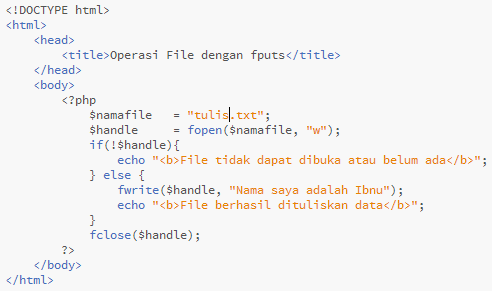 <!DOCTYPE html>
<html>
    <head>
        <title>Operasi File dengan fputs</title>
    </head>
    <body>
        <?php
            $namafile   = "tulis.txt";
            $handle     = fopen($namafile, "w");
            if(!$handle){
                echo "<b>File tidak dapat dibuka atau belum ada</b>";
            } else {
                fwrite($handle, "Nama saya adalah Ibnu");
                echo "<b>File berhasil dituliskan data</b>";
            }
            fclose($handle);
        ?>
    </body>
</html>